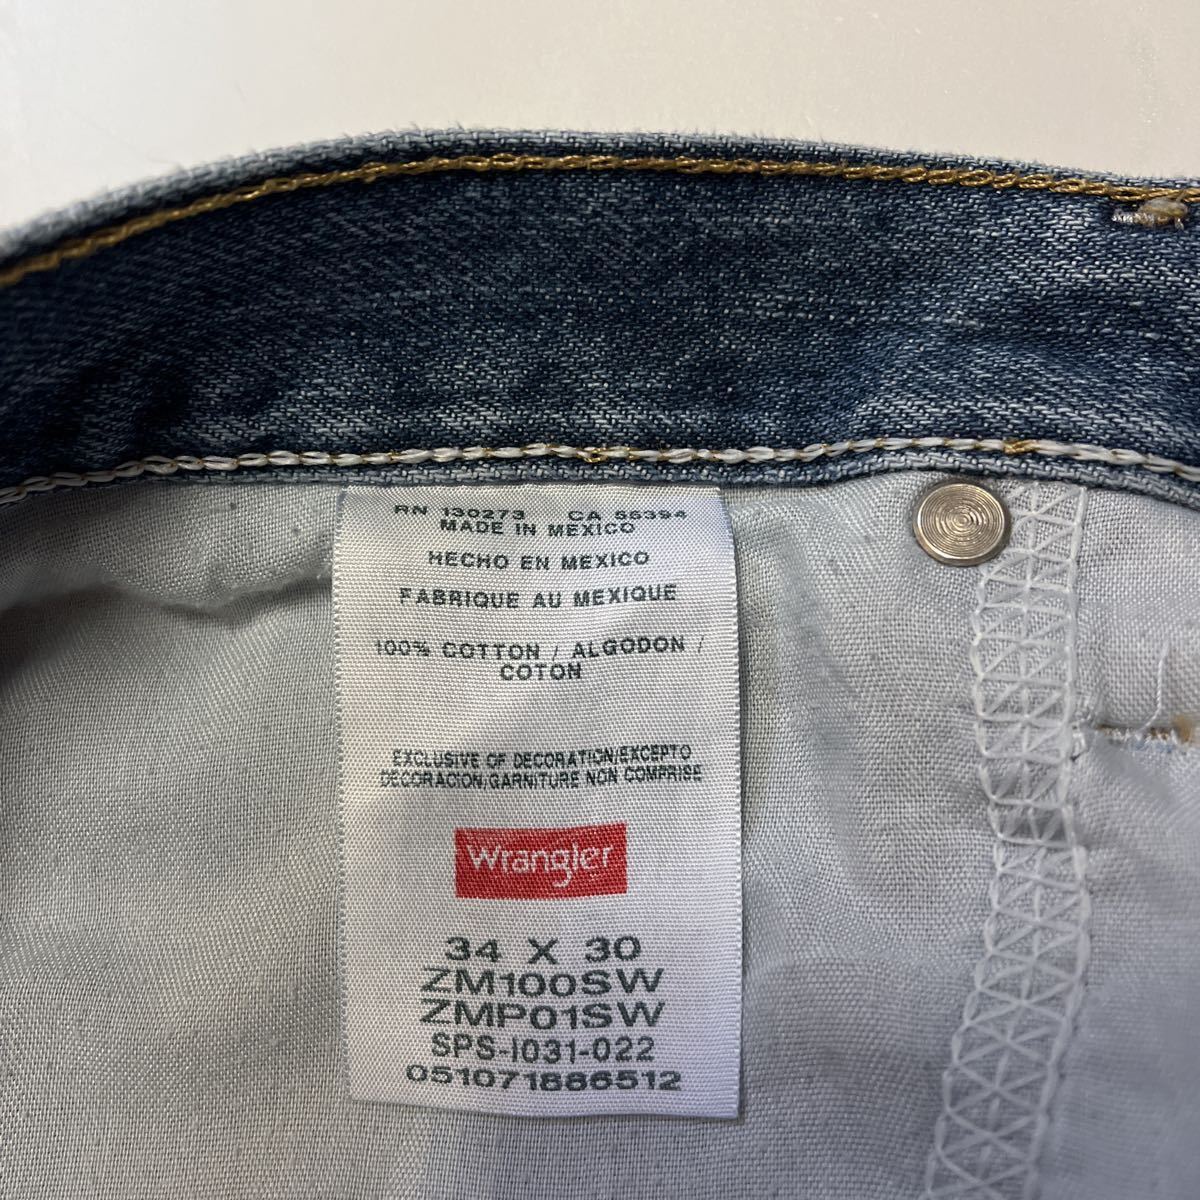 RN 130273 CA 56394
MADE IN MEXICO
HECHO EN MEXICO
FABRIQUE AU MEXIQUE
100% COTTON / ALGODON /
COTON
EXCLUSIVE OF DECORATION/EXCEPTO
DECORACION/GARNITURE NON COMPRISE
Wrangler
34 X 30
ZM100SW
ZMP01SW
SPS-I031-022
051071886512